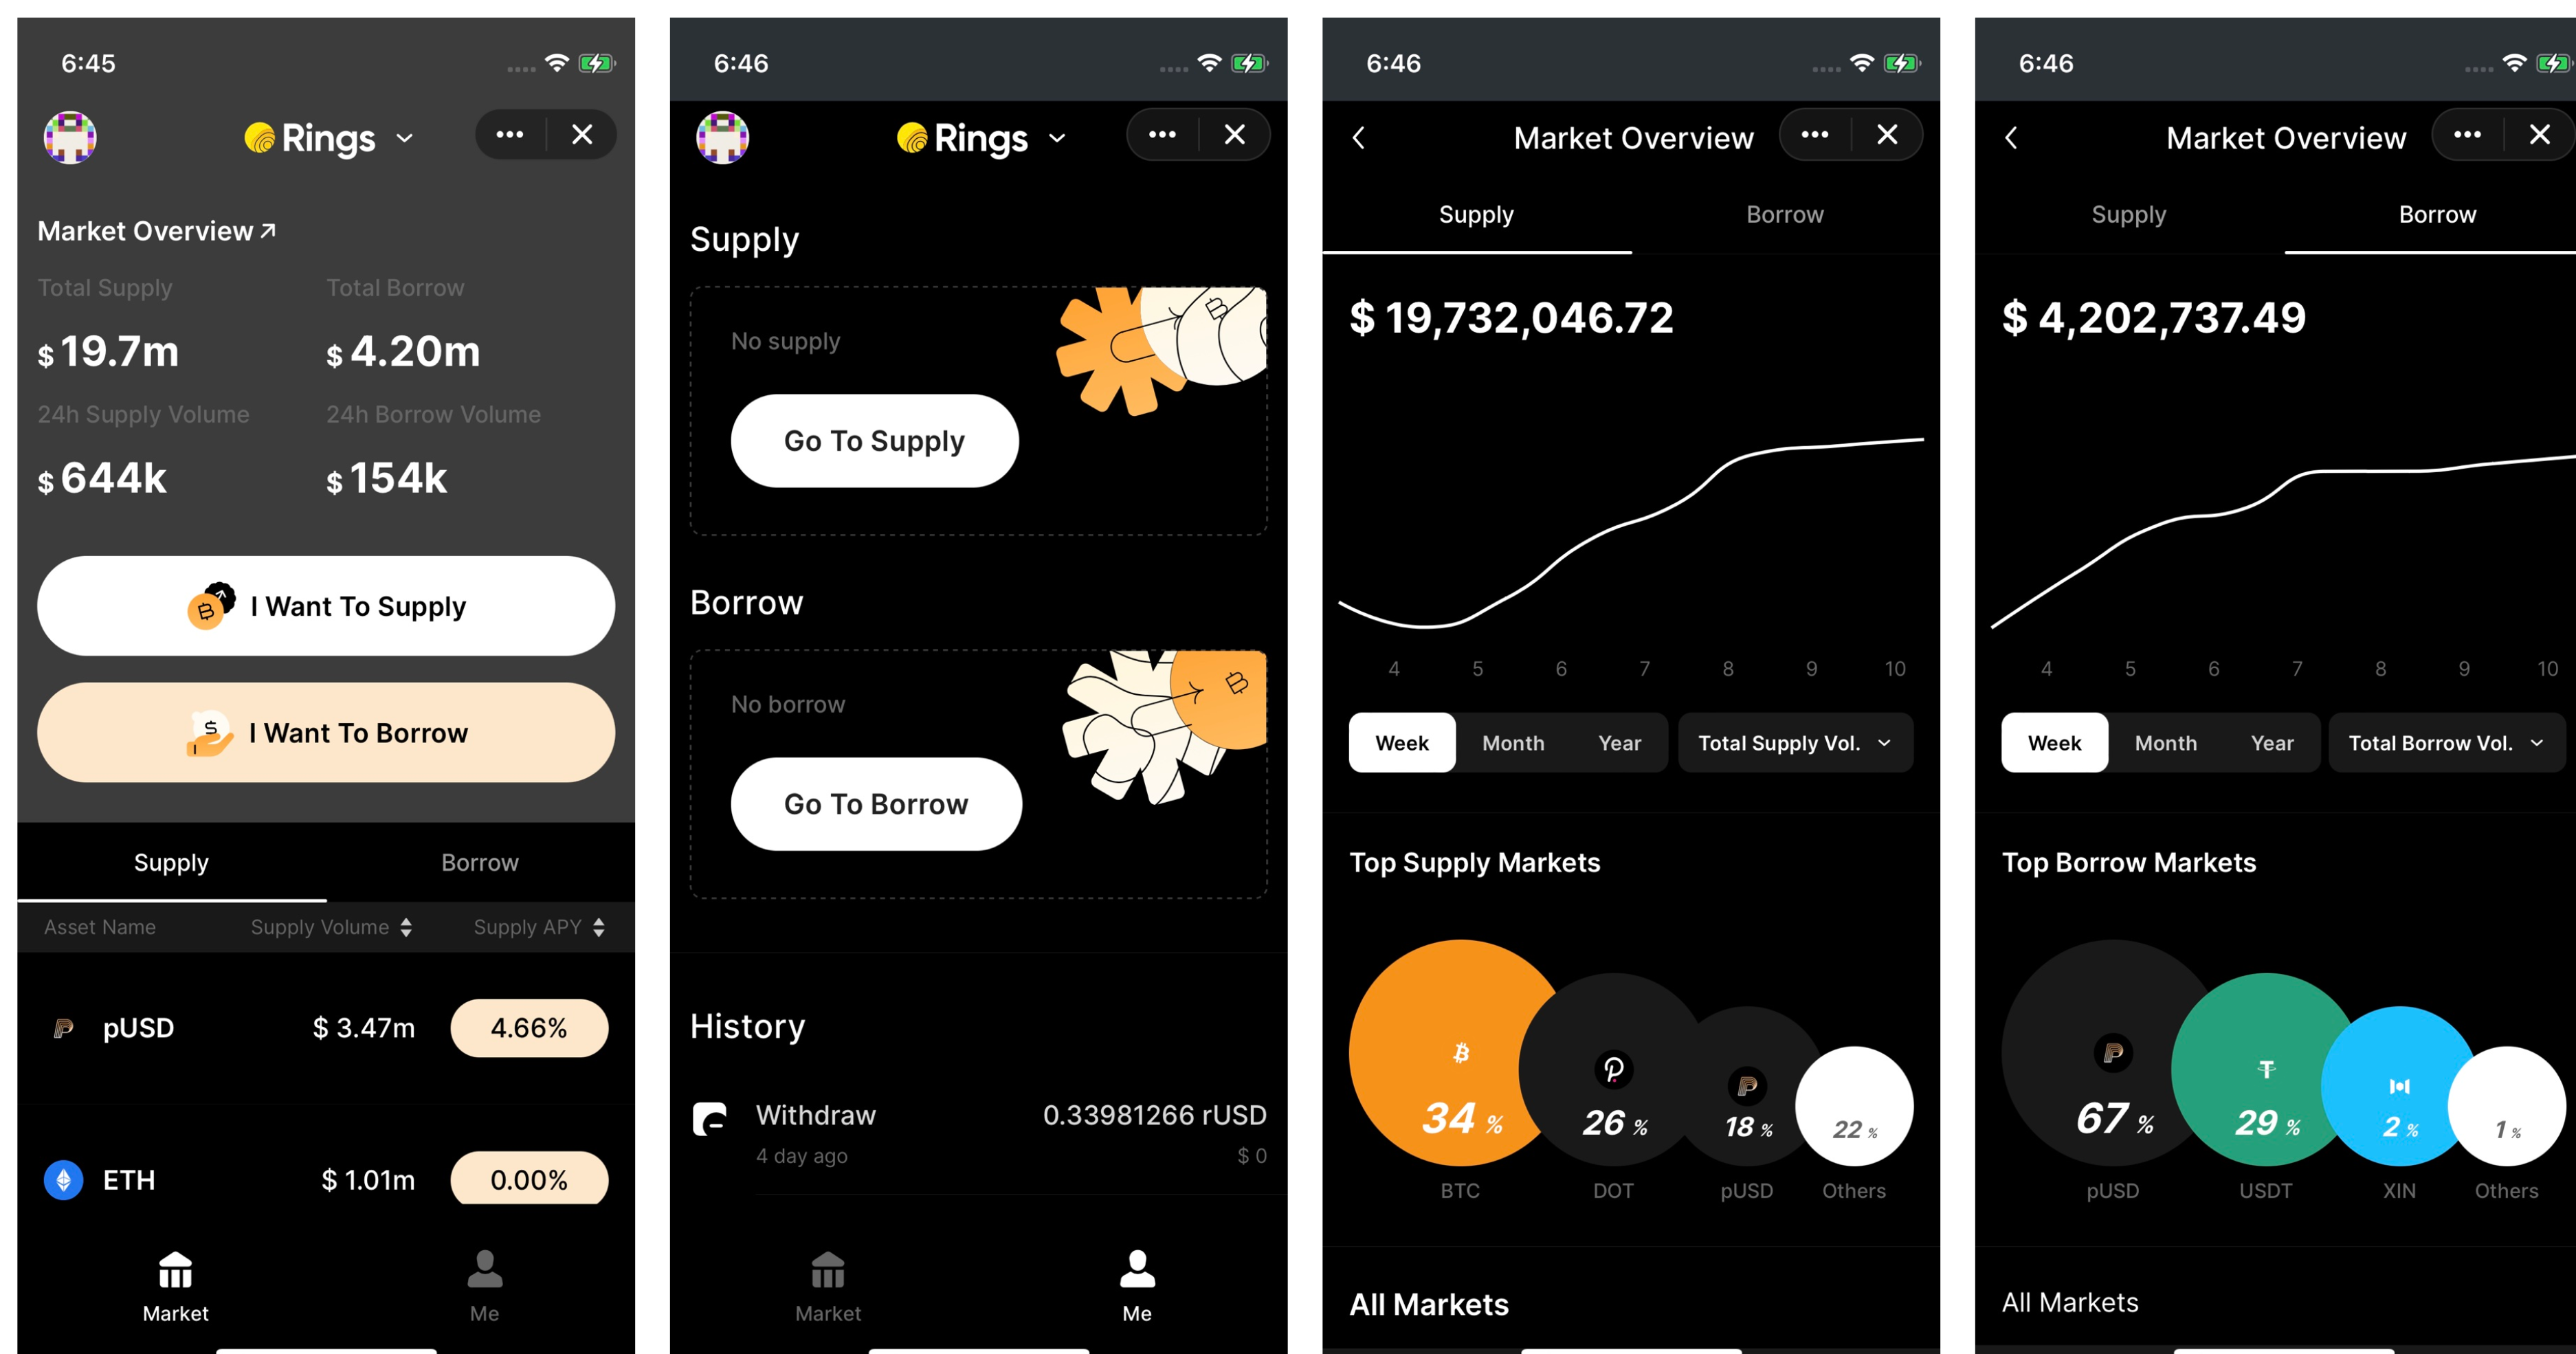 6:45
Rings
Market Overview
Total Supply Total Borrow
$ 19.7m $ 4.20m
24h Supply Volume 24h Borrow Volume
$ 644k $ 154k
I Want To Supply
$ I Want To Borrow
Supply Borrow
Asset Name Supply Volume Supply APY
pUSD $ 3.47m 4.66%
ETH $ 1.01m 0.00%
Market Me
6:46
Rings
Supply
No supply
Go To Supply
Borrow
No borrow
Go To Borrow
History
Withdraw 0.33981266 rUSD
4 day ago $ 0
Market Me
6:46
Market Overview
Supply Borrow
$ 19,732,046.72
4 5 6 7 8 9 10
Week Month Year Total Supply Vol.
Top Supply Markets
34 % 26 % 18 % 22 %
BTC DOT pUSD Others
All Markets
6:46
Market Overview
Supply Borrow
$ 4,202,737.49
4 5 6 7 8 9 10
Week Month Year Total Borrow Vol.
Top Borrow Markets
67 % 29 % 2 % 1 %
pUSD USDT XIN Others
All Markets